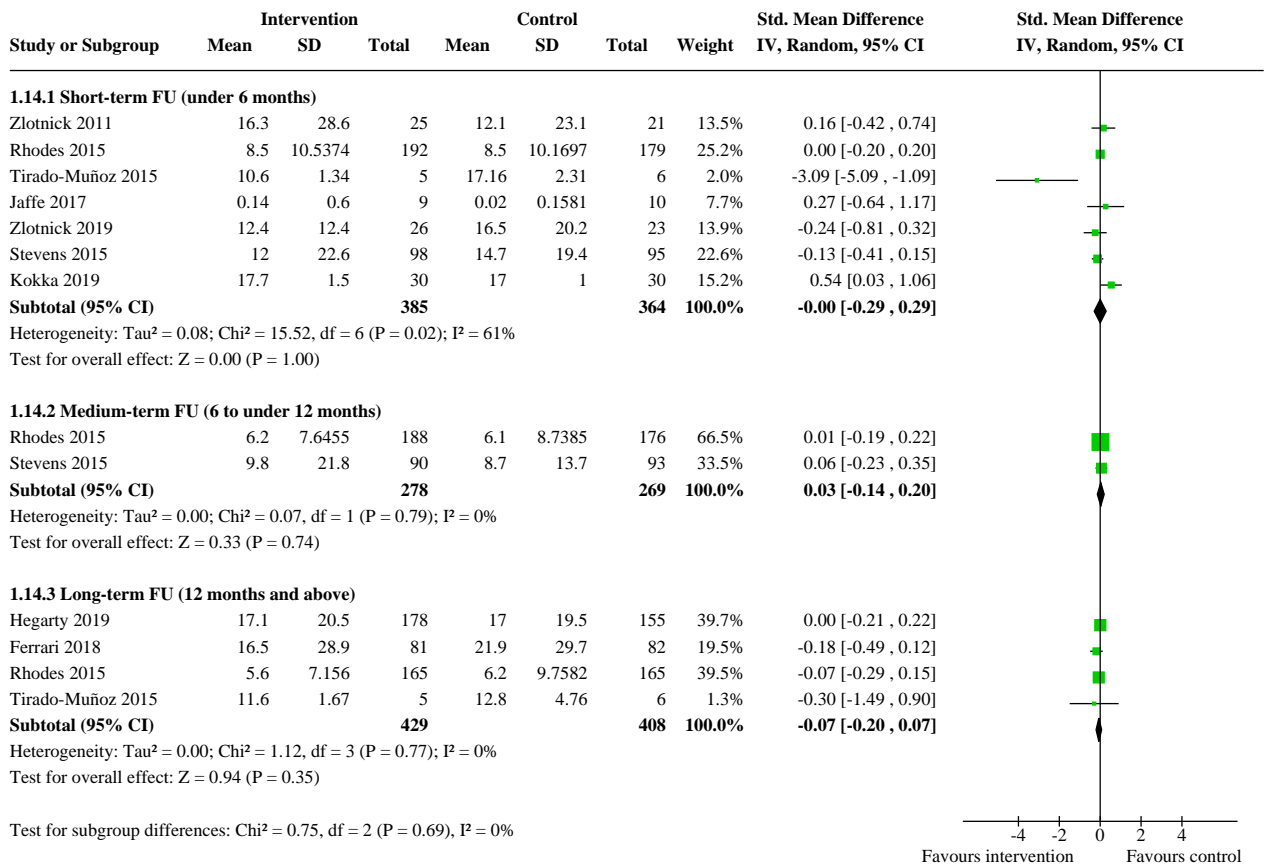 Intervention Control Std. Mean Difference Std. Mean Difference
Study or Subgroup Mean SD Total Mean SD Total Weight IV, Random, 95% CI IV, Random, 95% CI
1.14.1 Short-term FU (under 6 months)
Zlotnick 2011 16.3 28.6 25 12.1 23.1 21 13.5% 0.16 [-0.42 , 0.74]
Rhodes 2015 8.5 10.5374 192 8.5 10.1697 179 25.2% 0.00 [-0.20 , 0.20]
Tirado-Muñoz 2015 10.6 1.34 5 17.16 2.31 6 2.0% -3.09 [-5.09 , -1.09]
Jaffe 2017 0.14 0.6 9 0.02 0.1581 10 7.7% 0.27 [-0.64 , 1.17]
Zlotnick 2019 12.4 12.4 26 16.5 20.2 23 13.9% -0.24 [-0.81 , 0.32]
Stevens 2015 12 22.6 98 14.7 19.4 95 22.6% -0.13 [-0.41 , 0.15]
Kokka 2019 17.7 1.5 30 17 1 30 15.2% 0.54 [0.03 , 1.06]
Subtotal (95% CI) 385 364 100.0% -0.00 [-0.29 , 0.29]
Heterogeneity: Tau² = 0.08; Chi² = 15.52, df = 6 (P = 0.02); I² = 61%
Test for overall effect: Z = 0.00 (P = 1.00)
1.14.2 Medium-term FU (6 to under 12 months)
Rhodes 2015 6.2 7.6455 188 6.1 8.7385 176 66.5% 0.01 [-0.19 , 0.22]
Stevens 2015 9.8 21.8 90 8.7 13.7 93 33.5% 0.06 [-0.23 , 0.35]
Subtotal (95% CI) 278 269 100.0% 0.03 [-0.14 , 0.20]
Heterogeneity: Tau² = 0.00; Chi² = 0.07, df = 1 (P = 0.79); I² = 0%
Test for overall effect: Z = 0.33 (P = 0.74)
1.14.3 Long-term FU (12 months and above)
Hegarty 2019 17.1 20.5 178 17 19.5 155 39.7% 0.00 [-0.21 , 0.22]
Ferrari 2018 16.5 28.9 81 21.9 29.7 82 19.5% -0.18 [-0.49 , 0.12]
Rhodes 2015 5.6 7.156 165 6.2 9.7582 165 39.5% -0.07 [-0.29 , 0.15]
Tirado-Muñoz 2015 11.6 1.67 5 12.8 4.76 6 1.3% -0.30 [-1.49 , 0.90]
Subtotal (95% CI) 429 408 100.0% -0.07 [-0.20 , 0.07]
Heterogeneity: Tau² = 0.00; Chi² = 1.12, df = 3 (P = 0.77); I² = 0%
Test for overall effect: Z = 0.94 (P = 0.35)
Test for subgroup differences: Chi² = 0.75, df = 2 (P = 0.69), I² = 0%
-4 -2 0 2 4
Favours intervention Favours control